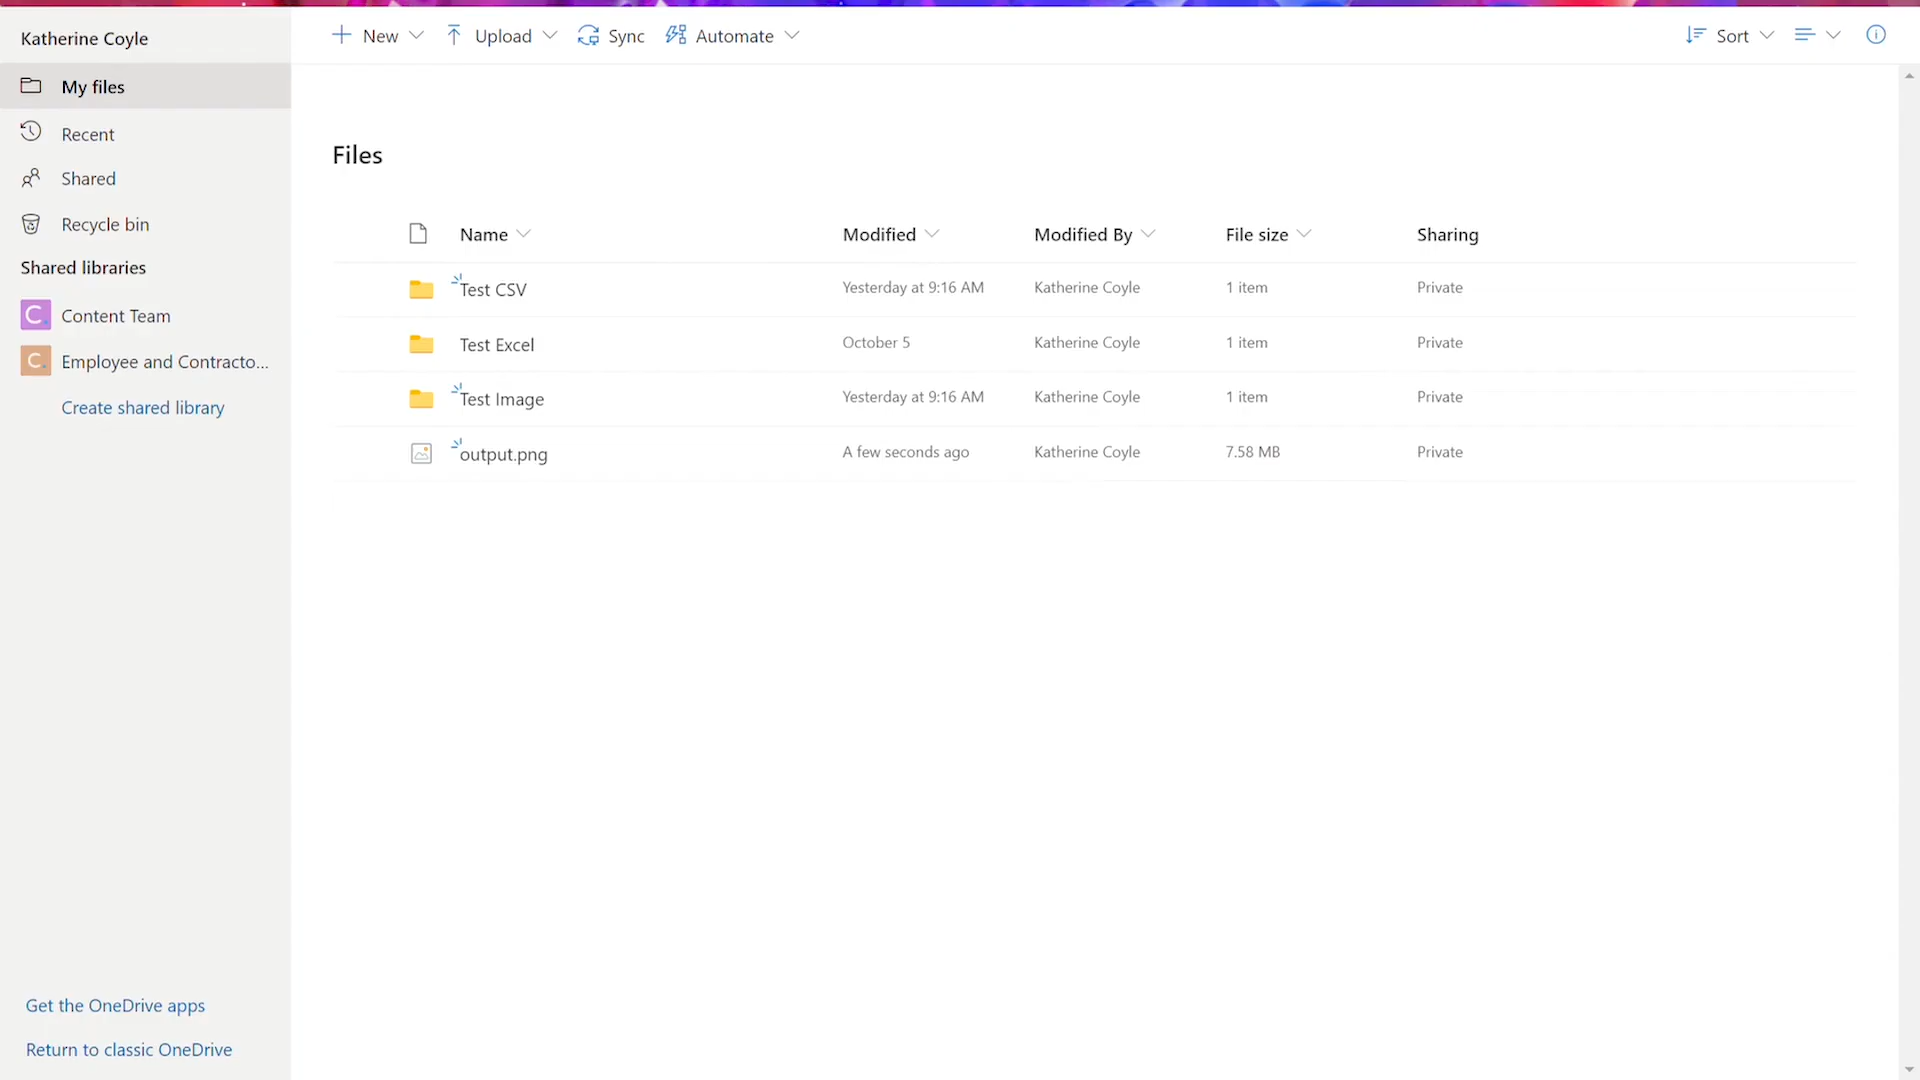 Katherine Coyle
New
Upload
Sync
Automate
Sort
My files
Recent
Shared
Recycle bin
Shared libraries
C
Content Team
C
Employee and Contracto...
Create shared library
Files
Name
Modified
Modified By
File size
Sharing
Test CSV
Yesterday at 9:16 AM
Katherine Coyle
1 item
Private
Test Excel
October 5
Katherine Coyle
1 item
Private
Test Image
Yesterday at 9:16 AM
Katherine Coyle
1 item
Private
output.png
A few seconds ago
Katherine Coyle
7.58 MB
Private
Get the OneDrive apps
Return to classic OneDrive